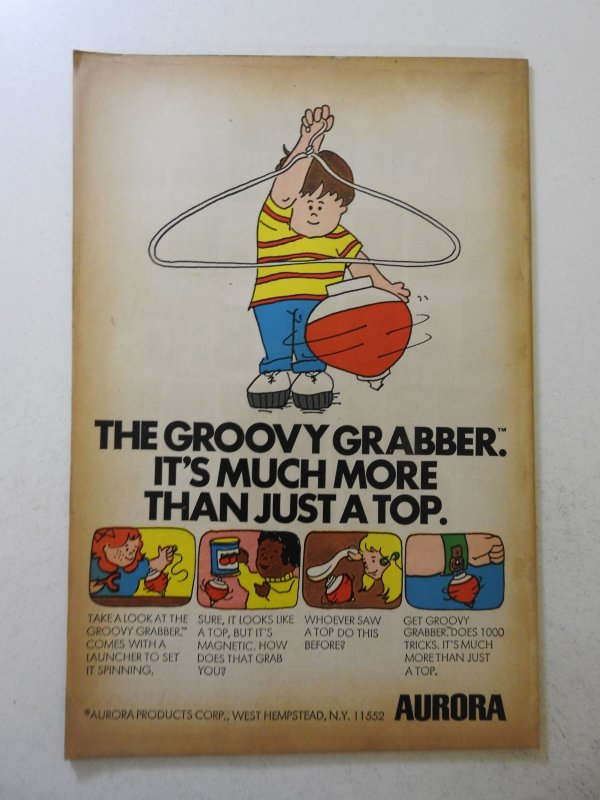 THE GROOVY GRABBER.™
IT'S MUCH MORE
THAN JUST A TOP.
TAKE A LOOK AT THE
GROOVY GRABBER.™
COMES WITH A
LAUNCHER TO SET
IT SPINNING.
SURE, IT LOOKS LIKE
A TOP, BUT IT'S
MAGNETIC. HOW
DOES THAT GRAB
YOU?
WHOEVER SAW
A TOP DO THIS
BEFORE?
GET GROOVY
GRABBER.™DOES 1000
TRICKS. IT'S MUCH
MORE THAN JUST
A TOP.
©AURORA PRODUCTS CORP., WEST HEMPSTEAD, N.Y. 11552 AURORA